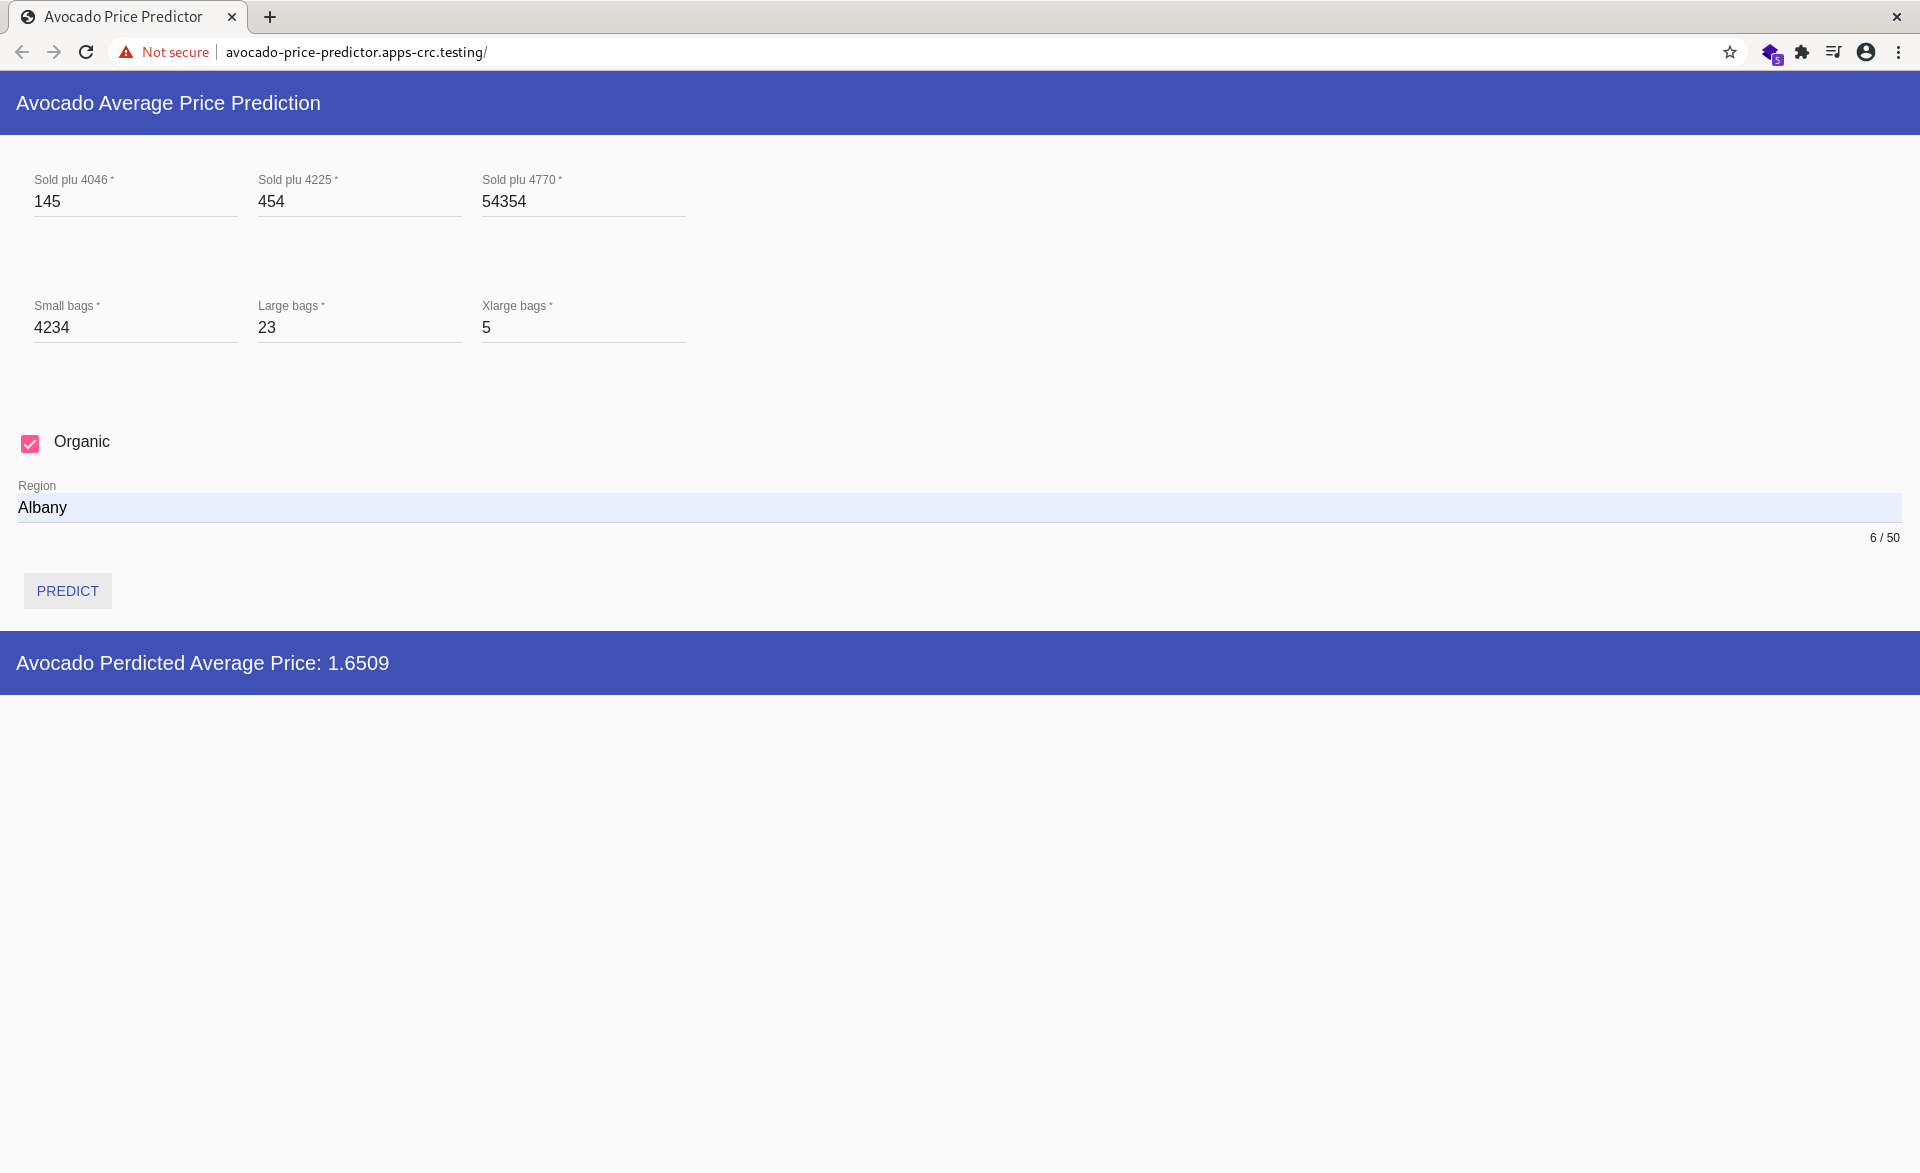 Avocado Price Predictor
Not secure avocado-price-predictor.apps-crc.testing/
5
Avocado Average Price Prediction
Sold plu 4046 * Sold plu 4225 * Sold plu 4770 *
145 454 54354
Small bags * Large bags * Xlarge bags *
4234 23 5
Organic
Region
Albany
6 / 50
PREDICT
Avocado Perdicted Average Price: 1.6509